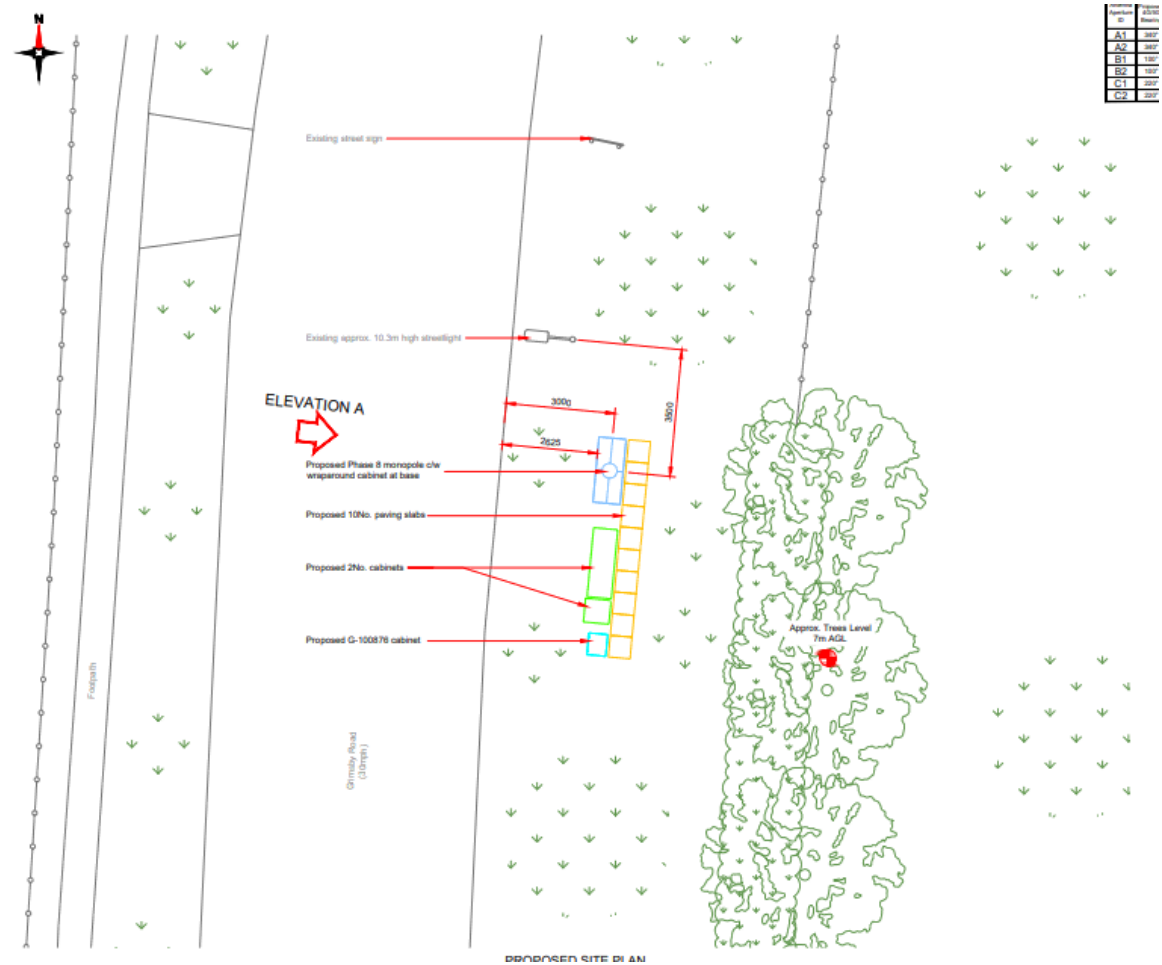 N
Aperture
ID
A1
A2
B1
B2
C1
C2
Existing street sign
Existing approx. 10.3m high streetlight
ELEVATION A
3000
2625
3500
Proposed Phase 8 monopole c/w
wraparound cabinet at base
Proposed 10No. paving slabs
Proposed 2No. cabinets
Proposed G-100876 cabinet
Approx. Trees Level
7m AGL
Footpath
Grimsby Road
(30mph)
PROPOSED SITE PLAN